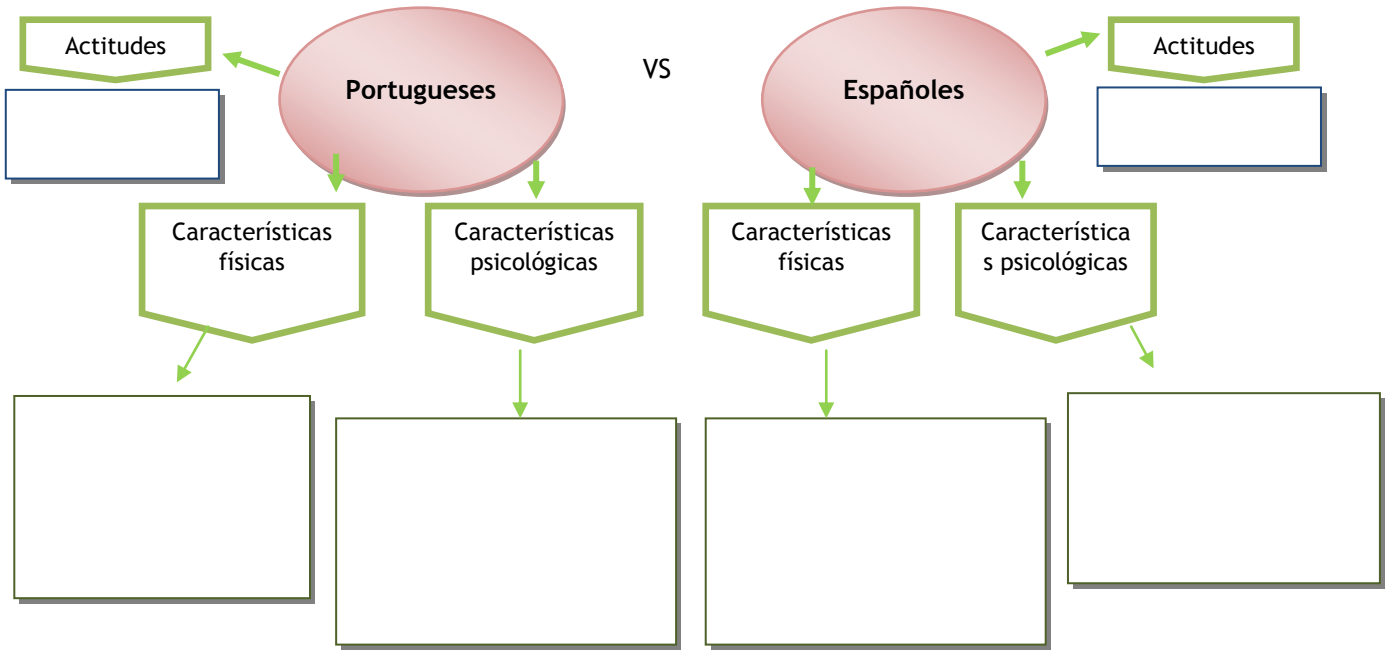 Actitudes
Portugueses
VS
Españoles
Actitudes
Características
físicas
Características
psicológicas
Características
físicas
Característica
s psicológicas